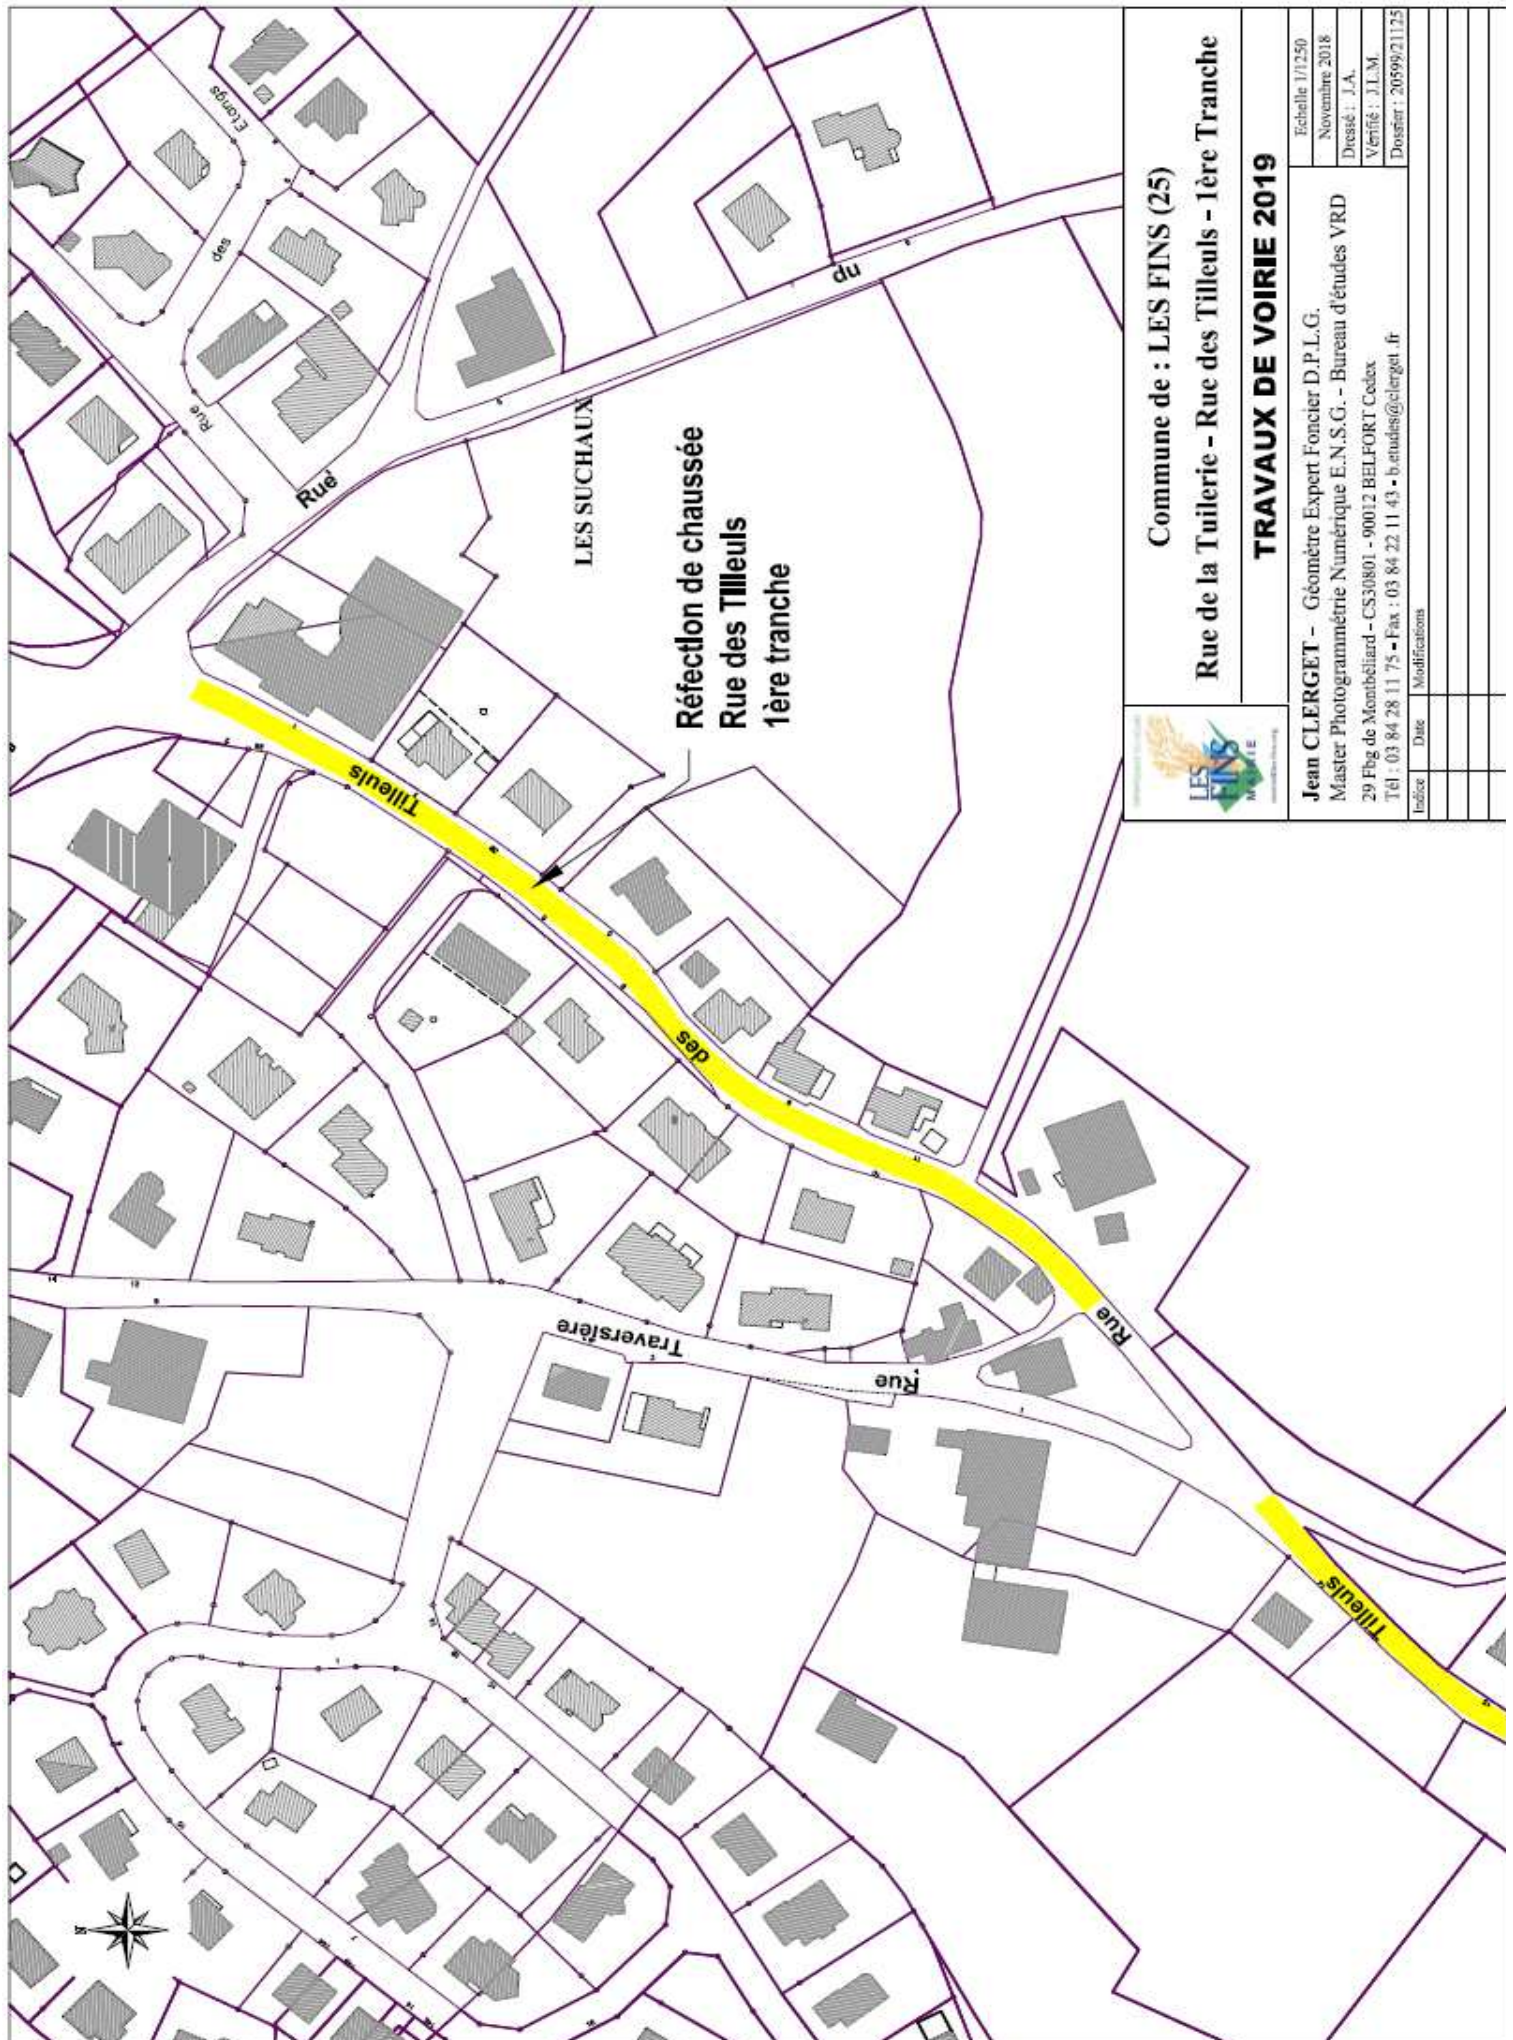 Etangs
des
Rue
Rue
du
LES SUCHAUX
Réfection de chaussée
Rue des Tilleuls
1ère tranche
Tilleuls
des
Rue
Traversière
Rue
Tilleuls
N
Commune de : LES FINS (25)
Rue de la Tuilerie - Rue des Tilleuls - 1ère Tranche
TRAVAUX DE VOIRIE 2019
LES
FINS
MAIRIE
Jean CLERGET - Géomètre Expert Foncier D.P.L.G.
Master Photogrammétrie Numérique E.N.S.G. - Bureau d'études VRD
29 Fbg de Montbéliard - CS30801 - 90012 BELFORT Cedex
Tél : 03 84 28 11 75 - Fax : 03 84 22 11 43 - b.etudes@clerget.fr
Echelle 1/1250
Novembre 2018
Dressé : J.A.
Vérifié : J.L.M.
Dossier : 20599/21125
Indice Date Modifications